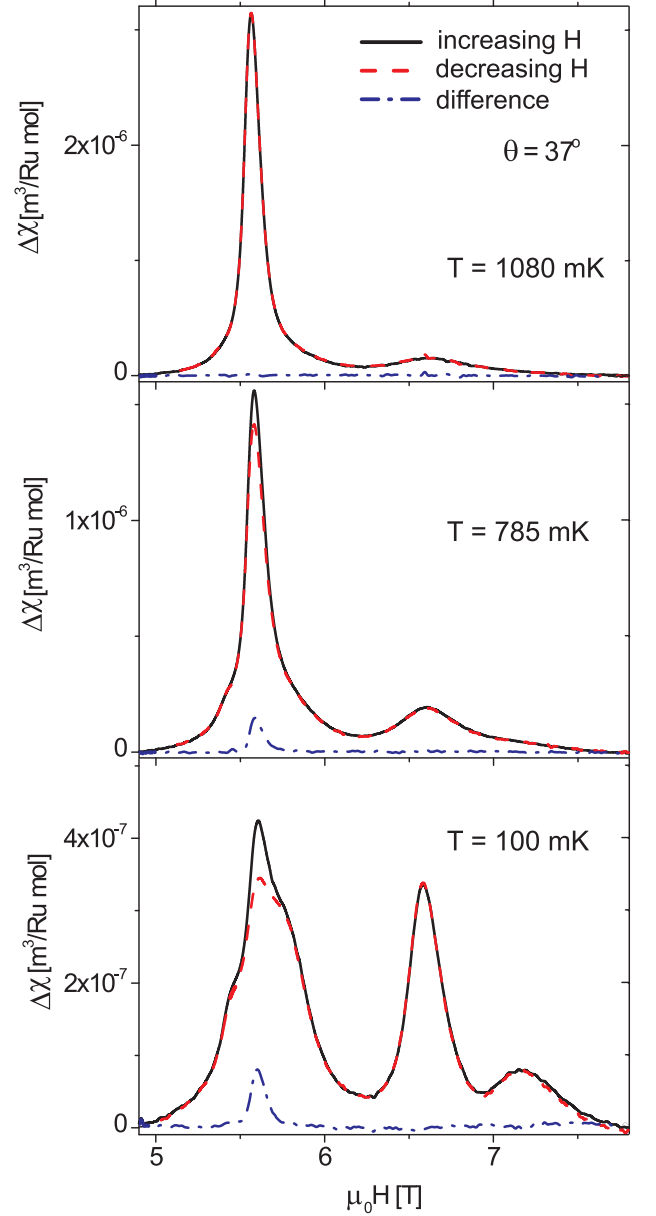 increasing H
decreasing H
difference
θ = 37°
T = 1080 mK
Δχ [m³/Ru mol]
2x10⁻⁶
0
T = 785 mK
Δχ [m³/Ru mol]
1x10⁻⁶
0
T = 100 mK
Δχ [m³/Ru mol]
4x10⁻⁷
2x10⁻⁷
0
5 6 7
μ₀H [T]